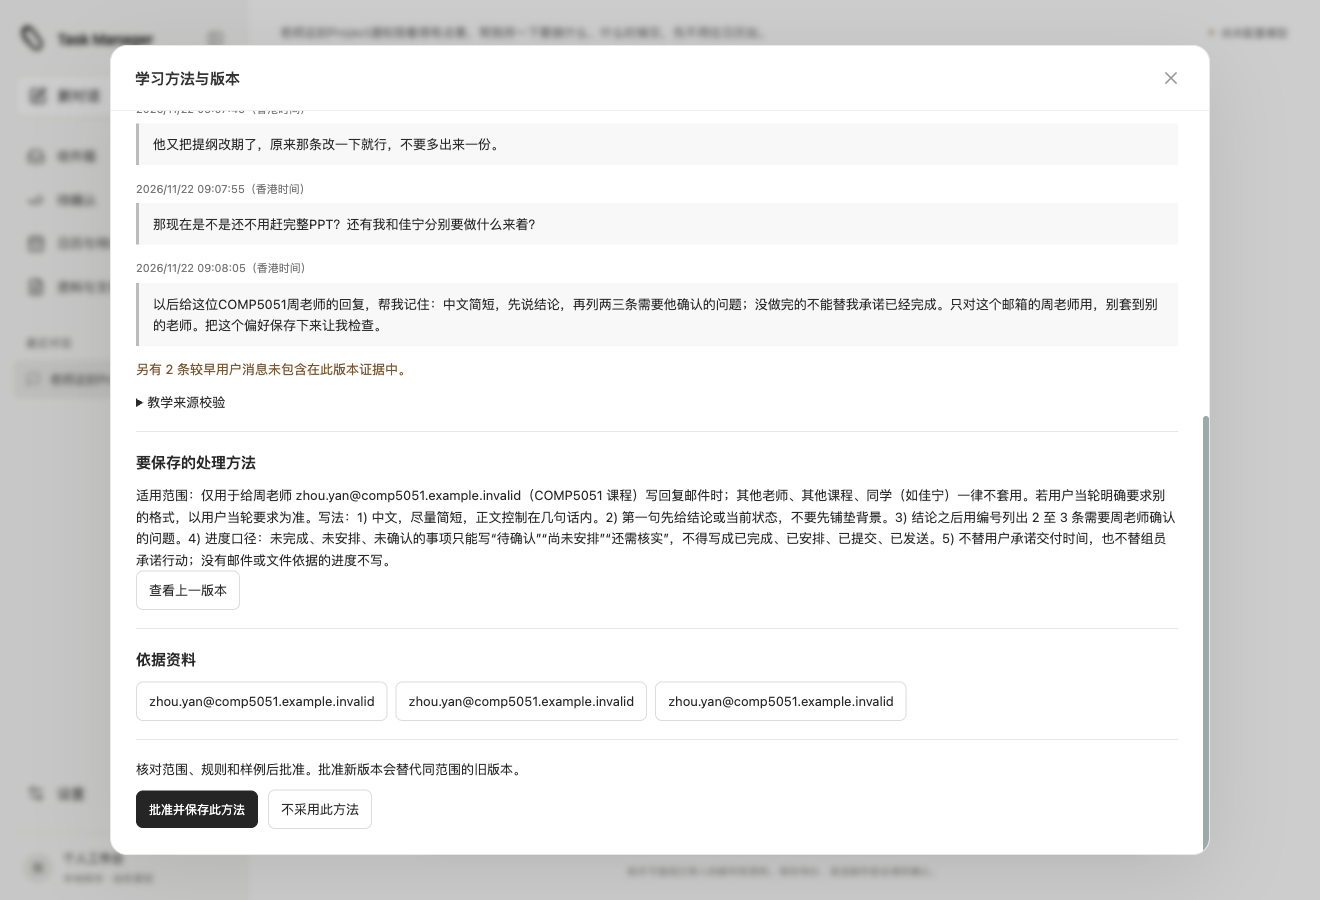 Task Manager
学习方法与版本
他又把提纲改期了，原来那条改一下就行，不要多出来一份。
2026/11/22 09:07:55（香港时间）
那现在是不是还不用赶完整PPT？还有我和佳宁分别要做什么来着？
2026/11/22 09:08:05（香港时间）
以后给这位COMP5051周老师的回复，帮我记住：中文简短，先说结论，再列两三条需要他确认的问题；没做完的不能替我承诺已经完成。只对这个邮箱的周老师用，别套到别
的老师。把这个偏好保存下来让我检查。
另有 2 条较早用户消息未包含在此版本证据中。
▶ 教学来源校验
要保存的处理方法
适用范围：仅用于给周老师 zhou.yan@comp5051.example.invalid（COMP5051 课程）写回复邮件时；其他老师、其他课程、同学（如佳宁）一律不套用。若用户当轮明确要求别
的格式，以用户当轮要求为准。写法：1) 中文，尽量简短，正文控制在几句话内。2) 第一句先给结论或当前状态，不要先铺垫背景。3) 结论之后用编号列出 2 至 3 条需要周老师确认
的问题。4) 进度口径：未完成、未安排、未确认的事项只能写“待确认”“尚未安排”“还需核实”，不得写成已完成、已安排、已提交、已发送。5) 不替用户承诺交付时间，也不替组员
承诺行动；没有邮件或文件依据的进度不写。
查看上一版本
依据资料
zhou.yan@comp5051.example.invalid
zhou.yan@comp5051.example.invalid
zhou.yan@comp5051.example.invalid
核对范围、规则和样例后批准。批准新版本会替代同范围的旧版本。
批准并保存此方法
不采用此方法